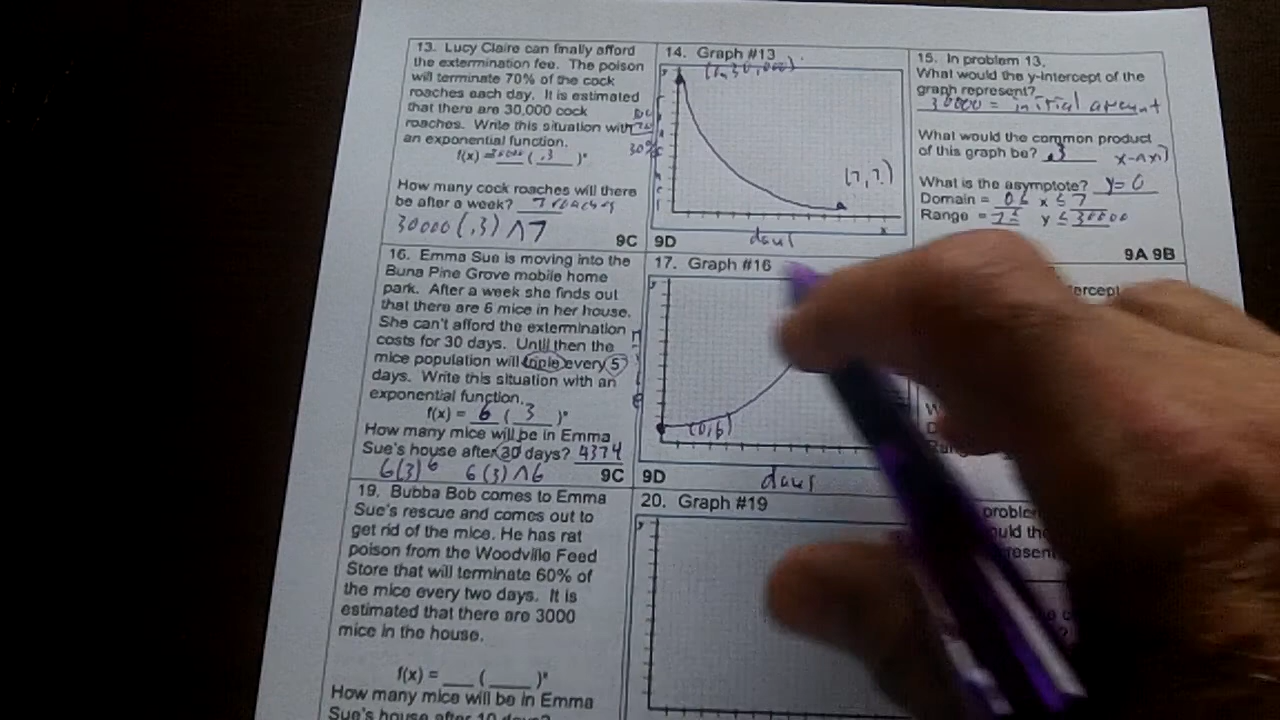 13. Lucy Claire can finally afford
the extermination fee. The poison
will terminate 70% of the cock
roaches each day. It is estimated
that there are 30,000 cock
roaches. Write this situation with
an exponential function.
f(x) = 30000 ( .3 )ˣ
How many cock roaches will there
be after a week? 7 roaches
30000 (.3) ^7
9C
14. Graph #13
30%
(7,7)
x
days
9D
15. In problem 13,
What would the y-intercept of the
graph represent?
30000 = initial amount
What would the common product
of this graph be? .3
x-axis
What is the asymptote? y=0
Domain = 0≤ x ≤ 7
Range = 7≤ y ≤ 30000
9A 9B
16. Emma Sue is moving into the
Buna Pine Grove mobile home
park. After a week she finds out
that there are 6 mice in her house.
She can't afford the extermination
costs for 30 days. Until then the
mice population will triple every 5
days. Write this situation with an
exponential function.
f(x) = 6 ( 3 )ˣ
How many mice will be in Emma
Sue's house after 30 days? 4374
6(3)⁶ 6(3)^6
9C
17. Graph #16
y
(0,6)
days
9D
19. Bubba Bob comes to Emma
Sue's rescue and comes out to
get rid of the mice. He has rat
poison from the Woodville Feed
Store that will terminate 60% of
the mice every two days. It is
estimated that there are 3000
mice in the house.
f(x) = ___ ( ____ )ˣ
How many mice will be in Emma
Sue's house after 10 days?
20. Graph #19
y